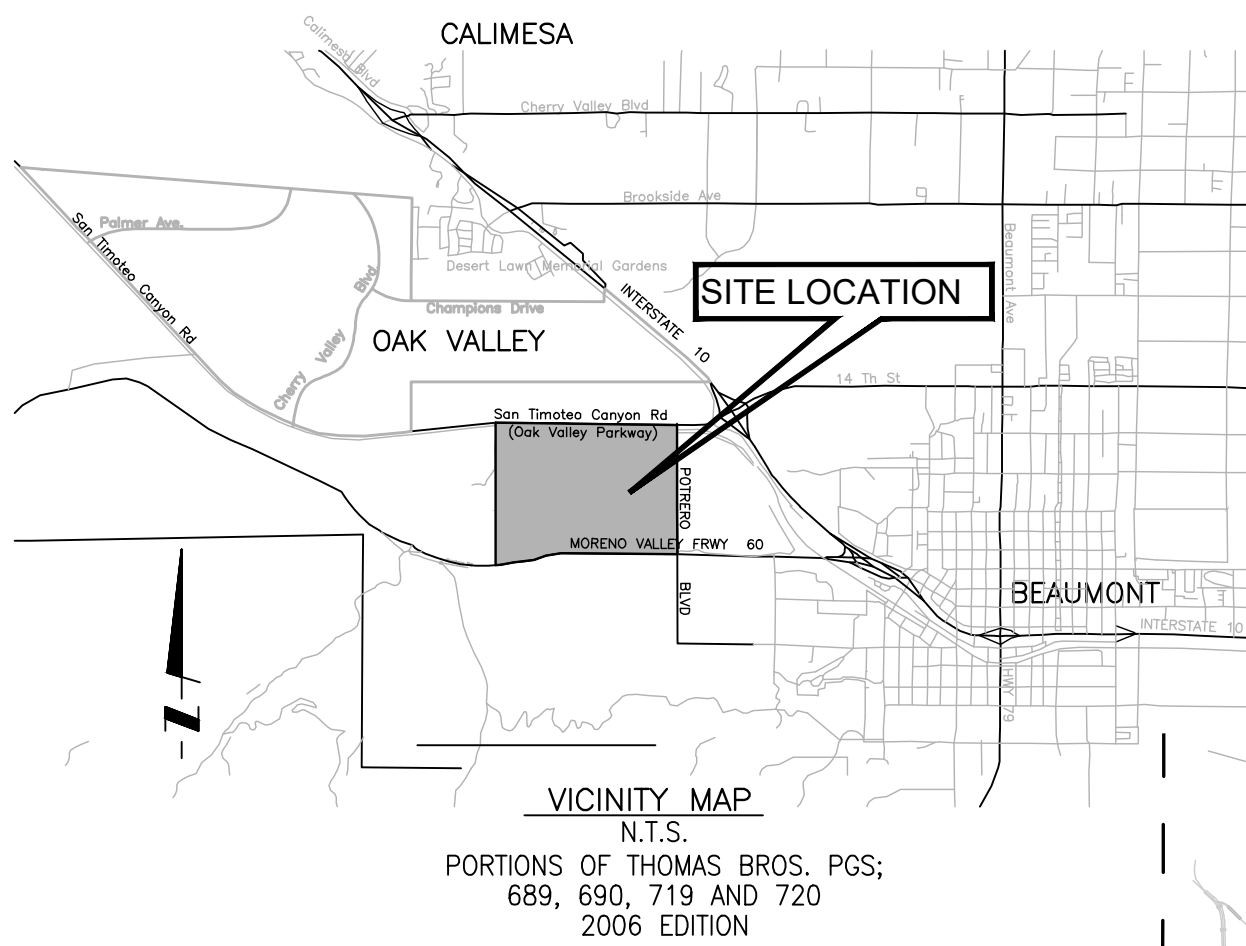 CALIMESA
Calimesa Blvd
Cherry Valley Blvd
Brookside Ave
Palmer Ave.
San Timoteo Canyon Rd
Beaumont Ave
Desert Lawn Memorial Gardens
Cherry Valley Blvd
Champions Drive
INTERSTATE 10
SITE LOCATION
OAK VALLEY
14 Th St
San Timoteo Canyon Rd
(Oak Valley Parkway)
POTRERO BLVD
MORENO VALLEY FRWY 60
BEAUMONT
INTERSTATE 10
HWY 79
N
VICINITY MAP
N.T.S.
PORTIONS OF THOMAS BROS. PGS;
689, 690, 719 AND 720
2006 EDITION